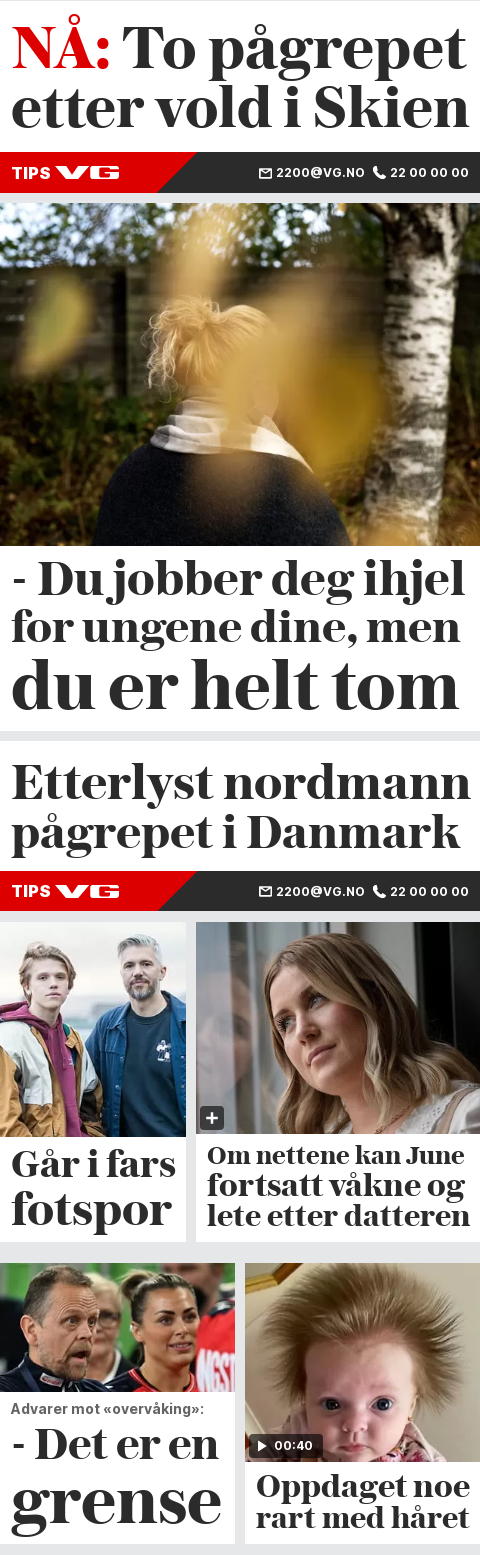 NÅ: To pågrepet
etter vold i Skien
TIPS VG 2200@VG.NO 22 00 00 00
- Du jobber deg ihjel
for ungene dine, men
du er helt tom
Etterlyst nordmann
pågrepet i Danmark
TIPS VG 2200@VG.NO 22 00 00 00
Går i fars
fotspor
Om nettene kan June
fortsatt våkne og
lete etter datteren
Advarer mot «overvåking»:
- Det er en
grense
00:40
Oppdaget noe
rart med håret